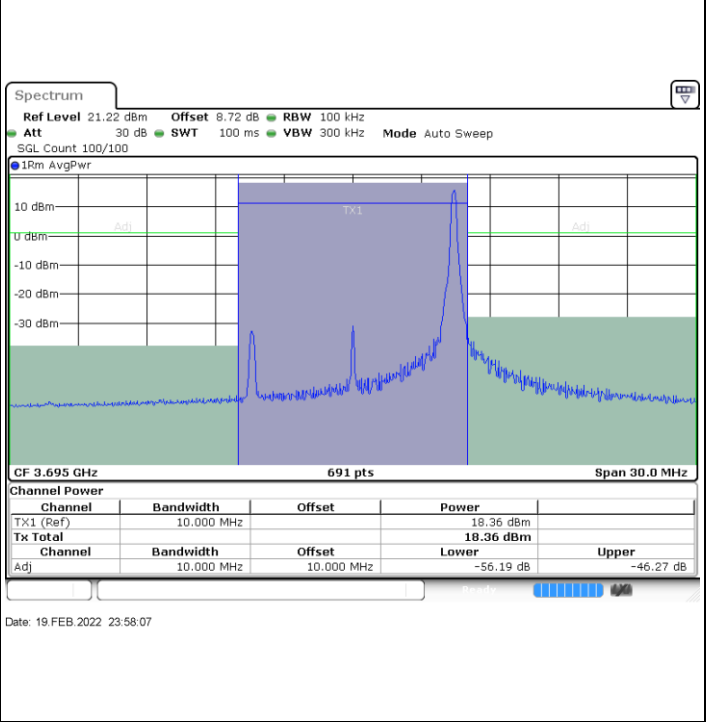 Spectrum
Ref Level 21.22 dBm Offset 8.72 dB RBW 100 kHz
Att 30 dB SWT 100 ms VBW 300 kHz Mode Auto Sweep
SGL Count 100/100
1Rm AvgPwr
10 dBm
TX1
Adj Adj
0 dBm
-10 dBm
-20 dBm
-30 dBm
CF 3.695 GHz 691 pts Span 30.0 MHz
Channel Power
Channel Bandwidth Offset Power
TX1 (Ref) 10.000 MHz 18.36 dBm
Tx Total 18.36 dBm
Channel Bandwidth Offset Lower Upper
Adj 10.000 MHz 10.000 MHz -56.19 dB -46.27 dB
Ready
Date: 19.FEB.2022 23:58:07